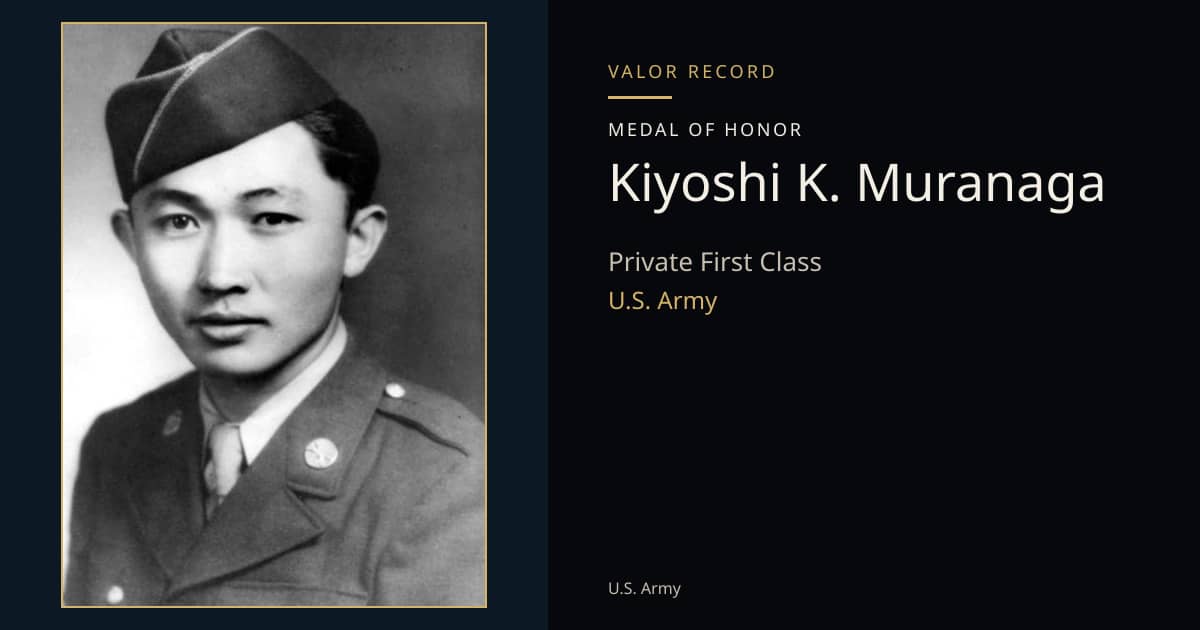 VALOR RECORD
MEDAL OF HONOR
Kiyoshi K. Muranaga
Private First Class
U.S. Army
U.S. Army